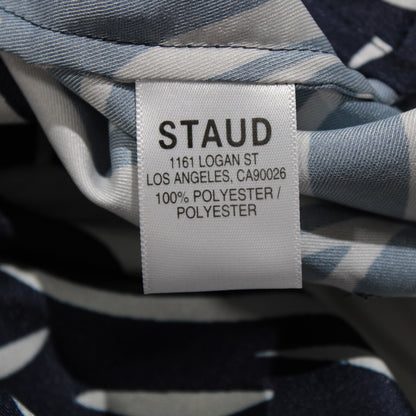 STAUD
1161 LOGAN ST
LOS ANGELES, CA90026
100% POLYESTER /
POLYESTER